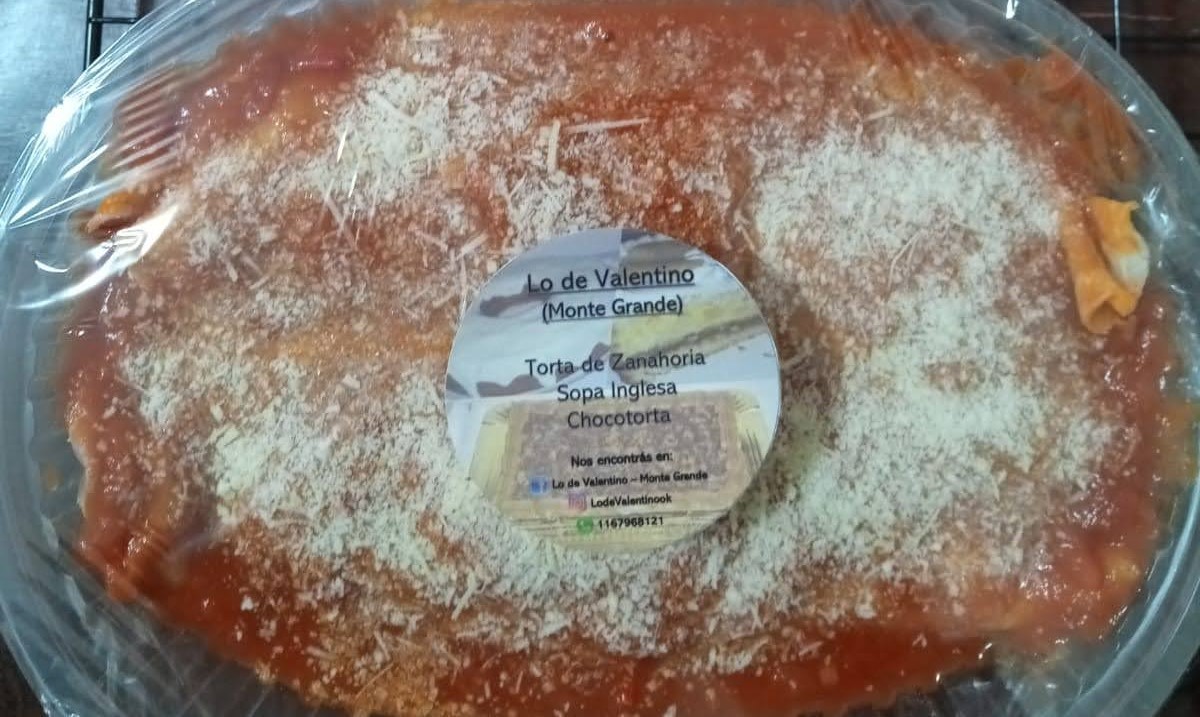 Lo de Valentino
(Monte Grande)
Torta de Zanahoria
Sopa Inglesa
Chocotorta
Nos encontrás en:
Lo de Valentino – Monte Grande
LodeValentinook
1167968121